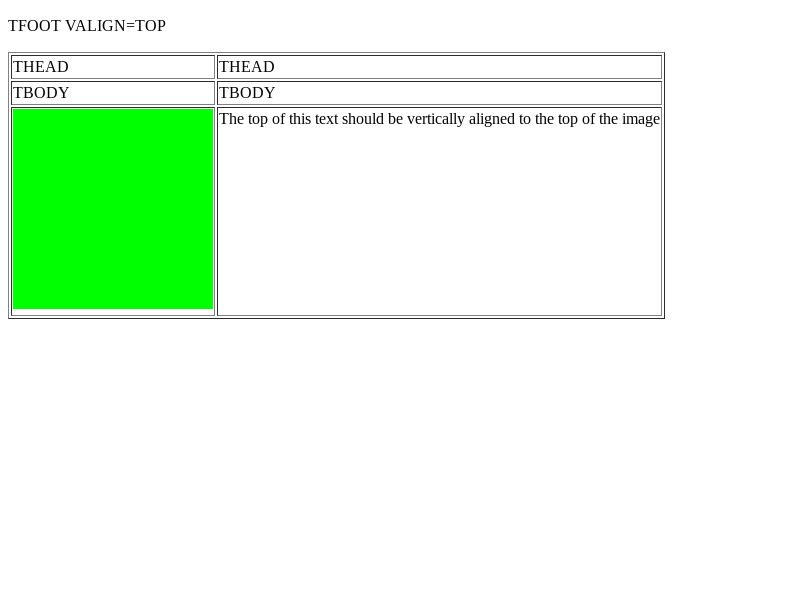 TFOOT VALIGN=TOP
THEAD THEAD
TBODY TBODY
The top of this text should be vertically aligned to the top of the image